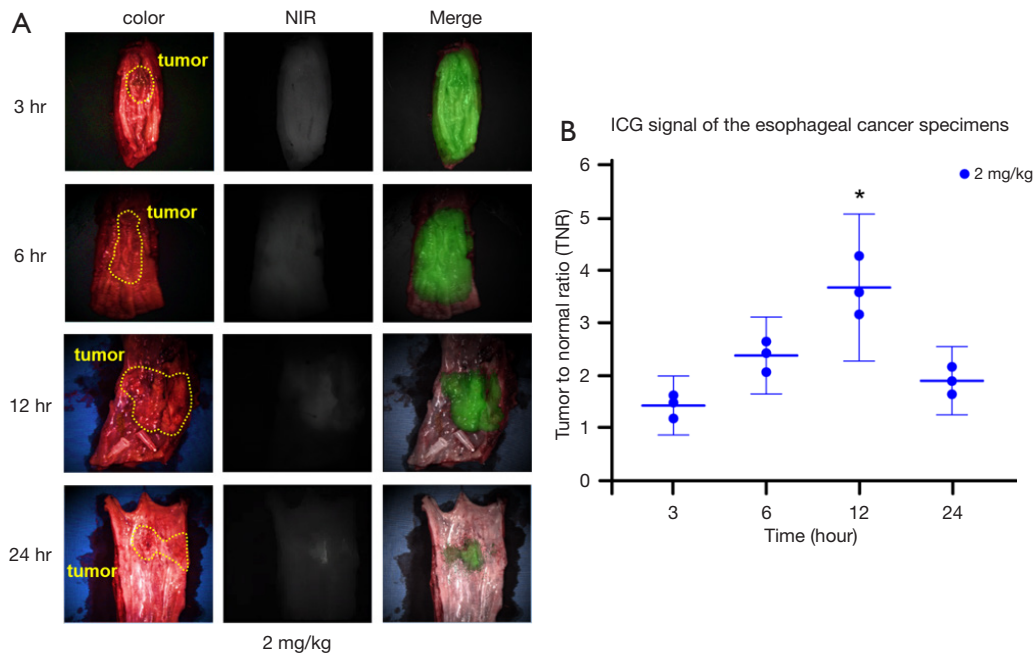 A
color
NIR
Merge
3 hr
tumor
6 hr
tumor
12 hr
tumor
24 hr
tumor
2 mg/kg
B
ICG signal of the esophageal cancer specimens
Tumor to normal ratio (TNR)
6
5
4
3
2
1
0
*
2 mg/kg
3
6
12
24
Time (hour)